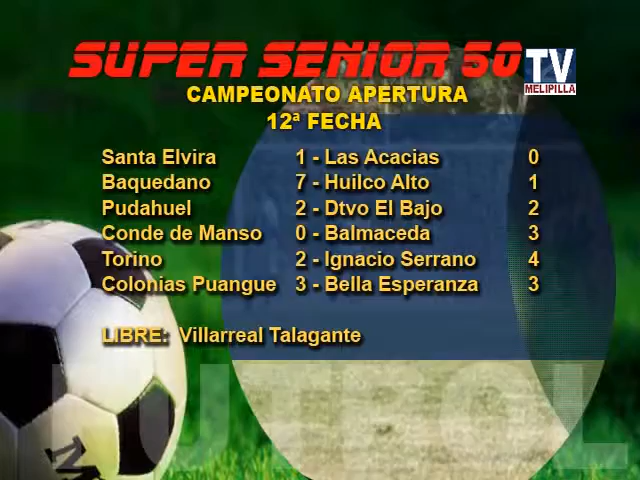 SUPER SENIOR 50
TV
MELIPILLA
CAMPEONATO APERTURA
12ª FECHA
Santa Elvira 1 - Las Acacias 0
Baquedano 7 - Huilco Alto 1
Pudahuel 2 - Dtvo El Bajo 2
Conde de Manso 0 - Balmaceda 3
Torino 2 - Ignacio Serrano 4
Colonias Puangue 3 - Bella Esperanza 3
LIBRE: Villarreal Talagante
FUTBOL